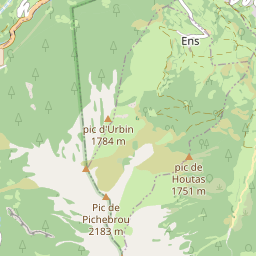 Ens
pic d'Urbin
1784 m
pic de
Houtas
1751 m
Pic de
Pichebrou
2183 m